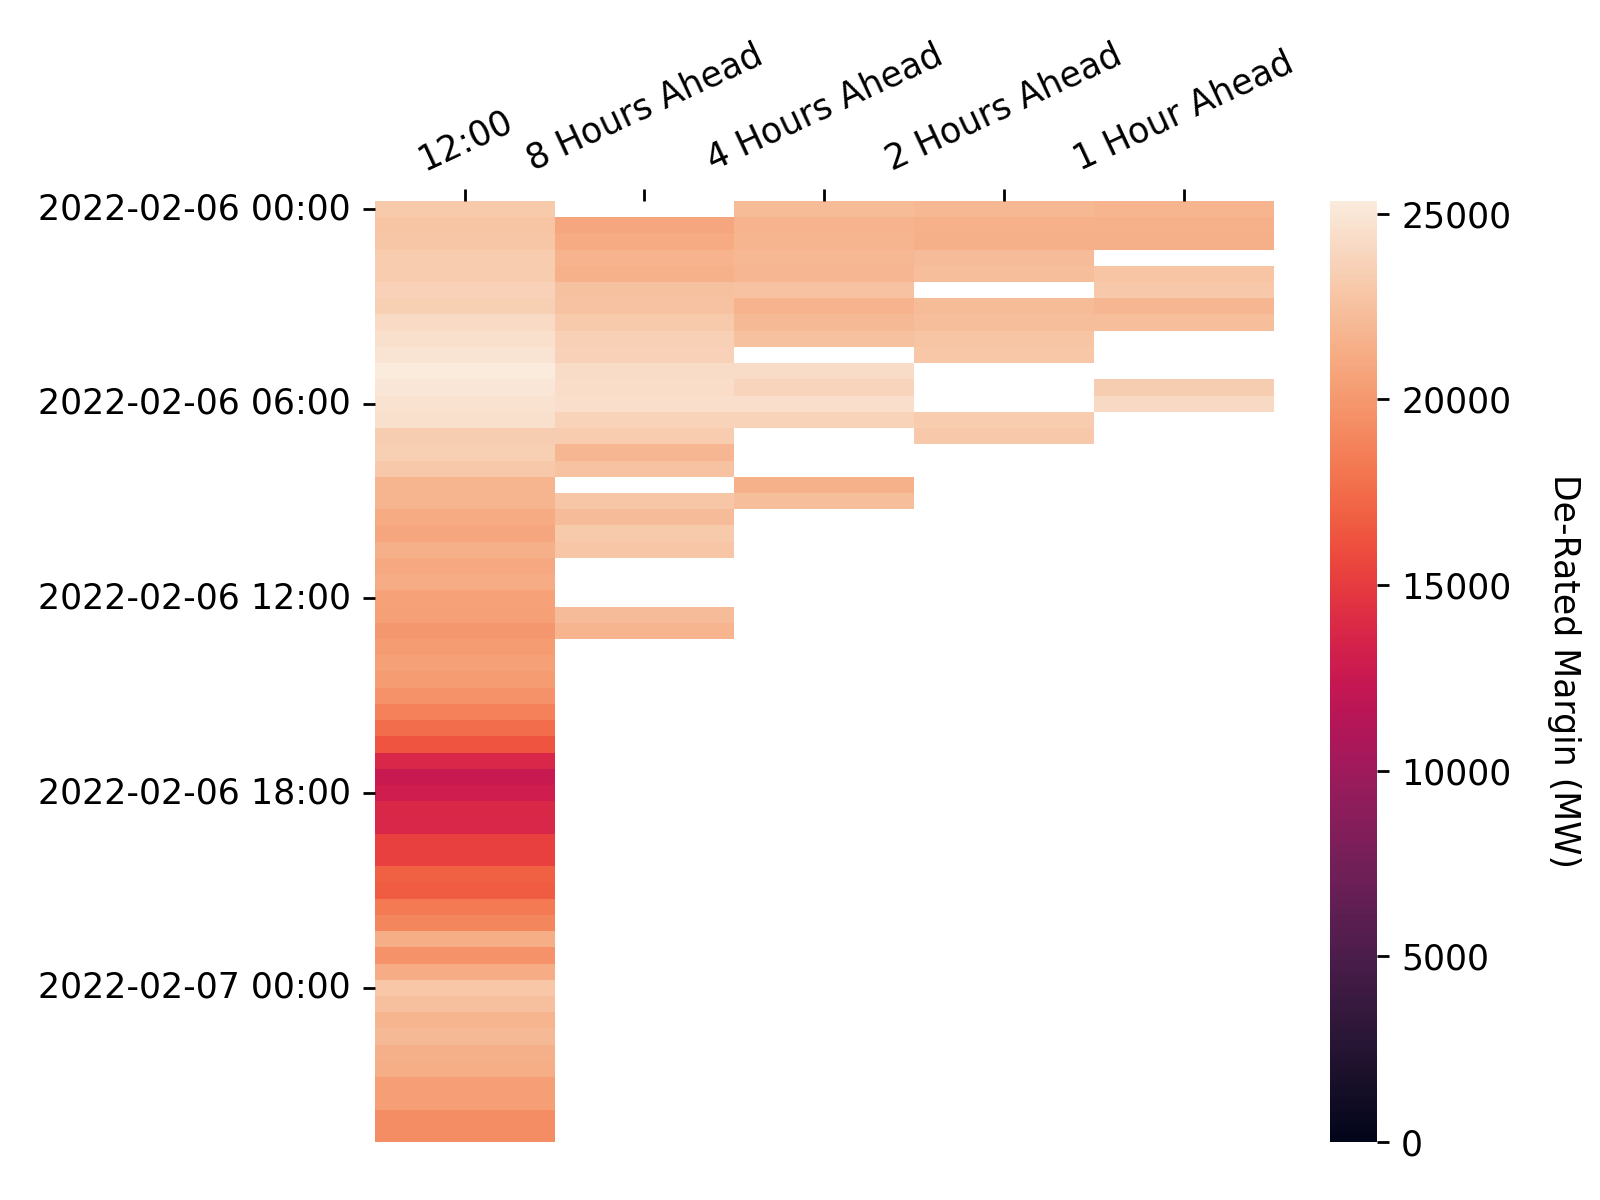 12:00
8 Hours Ahead
4 Hours Ahead
2 Hours Ahead
1 Hour Ahead
2022-02-06 00:00
2022-02-06 06:00
2022-02-06 12:00
2022-02-06 18:00
2022-02-07 00:00
25000
20000
15000
10000
5000
0
De-Rated Margin (MW)